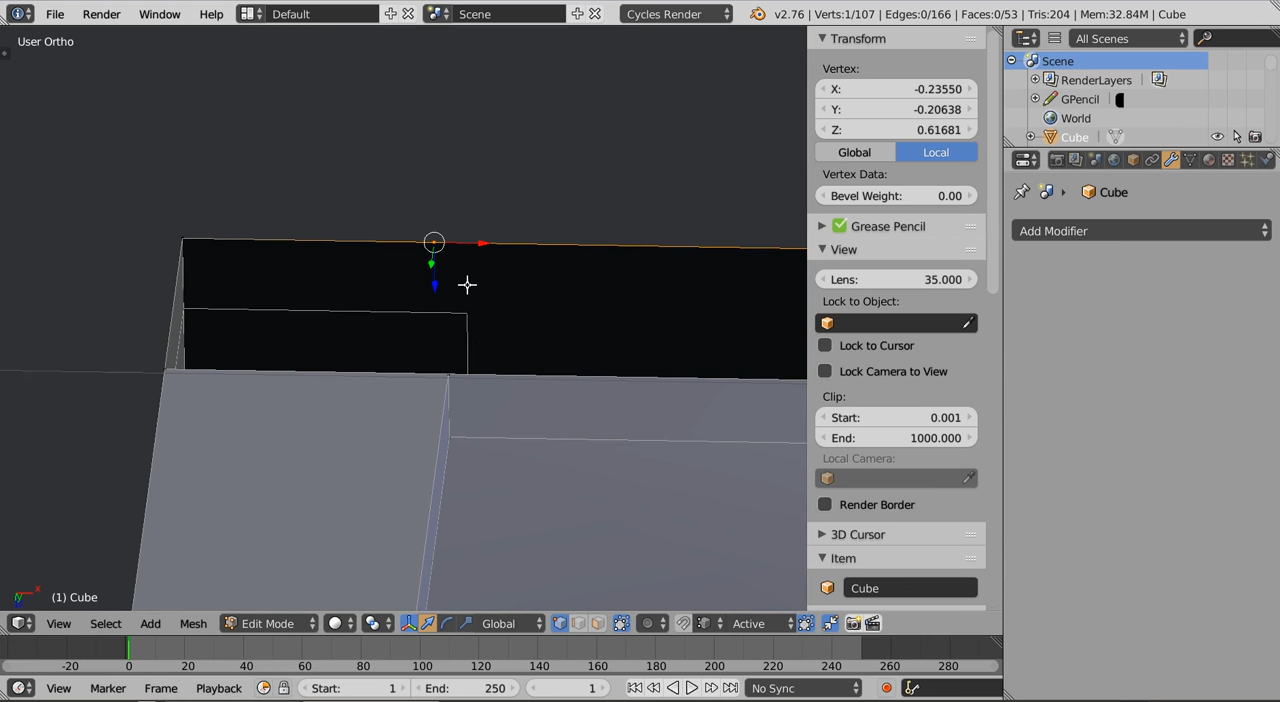 File Render Window Help Default Scene Cycles Render v2.76 | Verts:1/107 | Edges:0/166 | Faces:0/53 | Tris:204 | Mem:32.84M | Cube
User Ortho
(1) Cube
View Select Add Mesh Edit Mode Global Active
-20 0 20 40 60 80 100 120 140 160 180 200 220 240 260 280
View Marker Frame Playback Start: 1 End: 250 1 No Sync
Transform
Vertex:
X: -0.23550
Y: -0.20638
Z: 0.61681
Global Local
Vertex Data:
Bevel Weight: 0.00
Grease Pencil
View
Lens: 35.000
Lock to Object:
Lock to Cursor
Lock Camera to View
Clip:
Start: 0.001
End: 1000.000
Local Camera:
Render Border
3D Cursor
Item
Cube
All Scenes
Scene
RenderLayers |
GPencil |
World
Cube |
Cube
Add Modifier